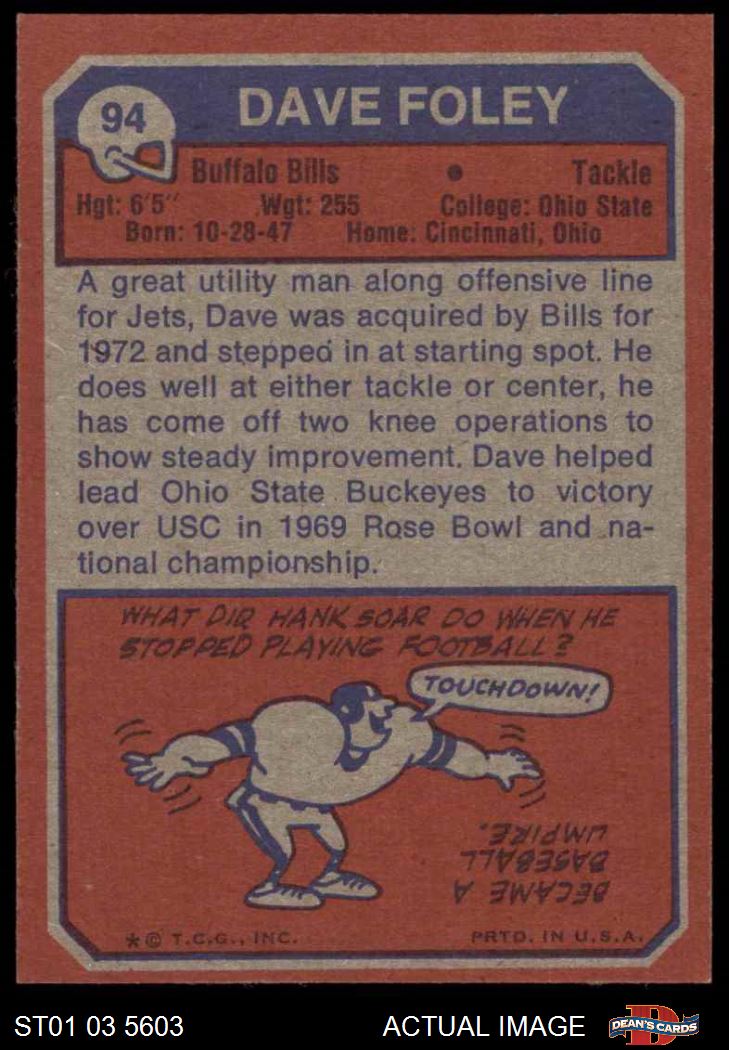 94
DAVE FOLEY
Buffalo Bills • Tackle
Hgt: 6'5" Wgt: 255 College: Ohio State
Born: 10-28-47 Home: Cincinnati, Ohio
A great utility man along offensive line
for Jets, Dave was acquired by Bills for
1972 and stepped in at starting spot. He
does well at either tackle or center, he
has come off two knee operations to
show steady improvement. Dave helped
lead Ohio State Buckeyes to victory
over USC in 1969 Rose Bowl and na-
tional championship.
WHAT DID HANK SOAR DO WHEN HE
STOPPED PLAYING FOOTBALL?
TOUCHDOWN!
BECAME A
BASEBALL
UMPIRE.
*© T.C.G., INC. PRTD. IN U.S.A.
ST01 03 5603 ACTUAL IMAGE DEAN'S CARDS